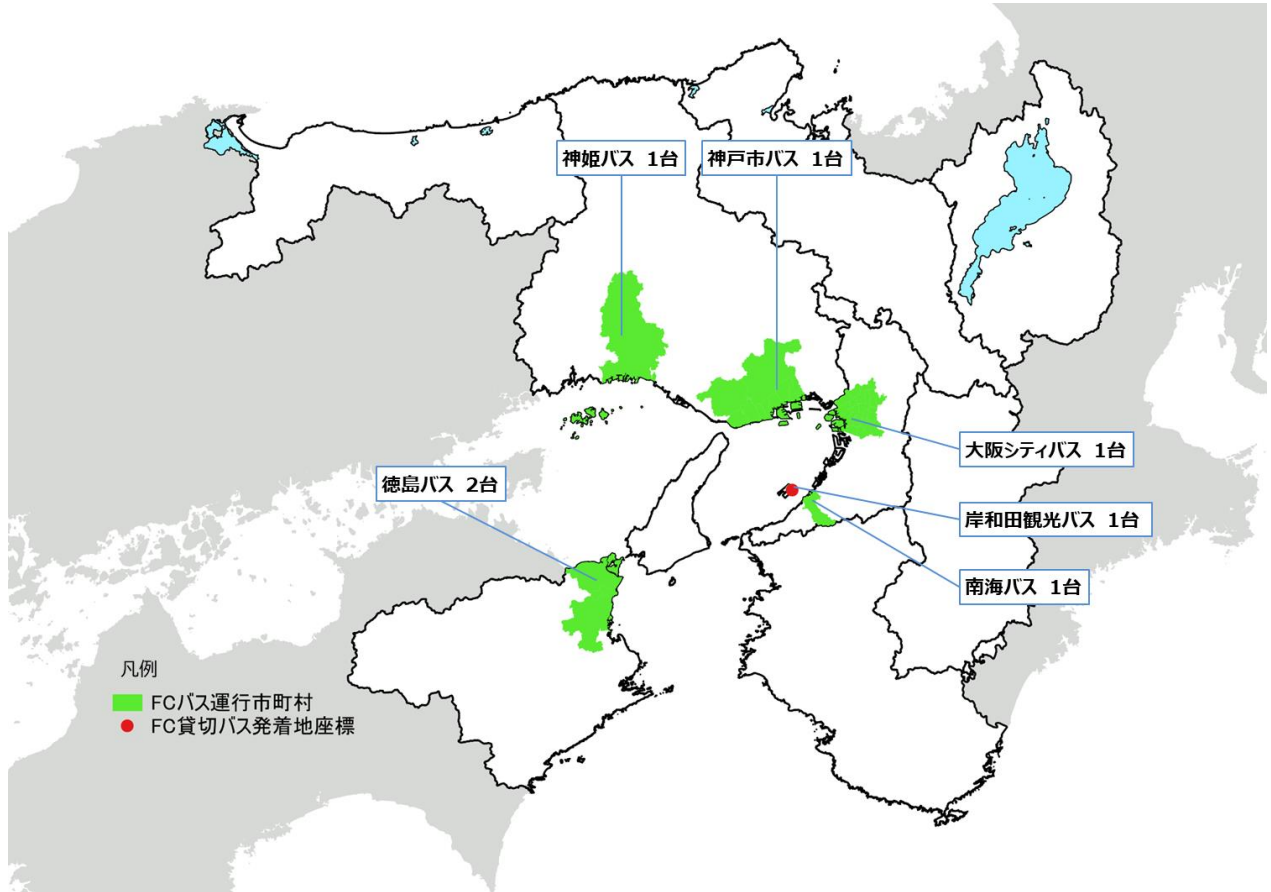 神姫バス 1台
神戸市バス 1台
大阪シティバス 1台
徳島バス 2台
岸和田観光バス 1台
南海バス 1台
凡例
FCバス運行市町村
FC貸切バス発着地座標